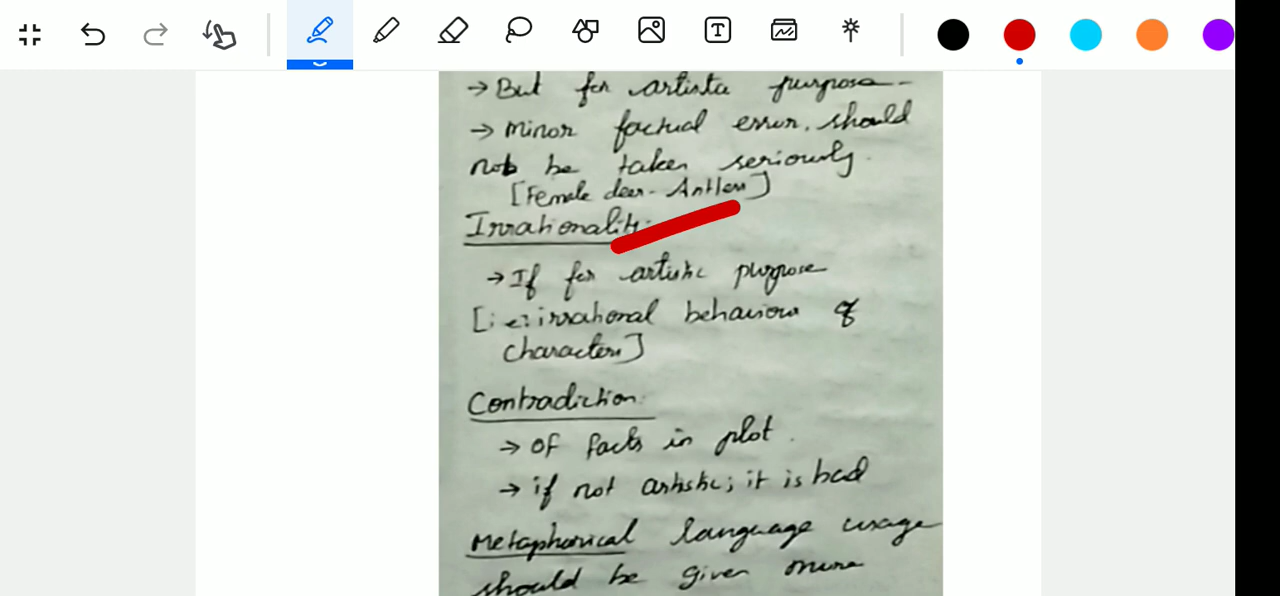 → But for artistic purpose -
→ Minor factual error. should
not be taken seriously.
[Female deer - Antlers]
Irrationality:
→ If for artistic purpose
[i.e: irrational behaviour of
characters]
Contradiction:
→ of facts in plot.
→ if not artistic; it is bad
Metaphorical language usage
should be given more
T